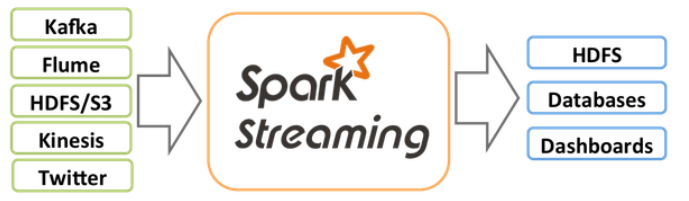 Kafka
Flume
HDFS/S3
Kinesis
Twitter
Spark
Streaming
HDFS
Databases
Dashboards